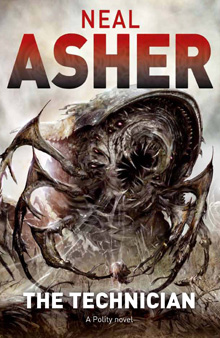 NEAL
ASHER
THE TECHNICIAN
A Polity novel